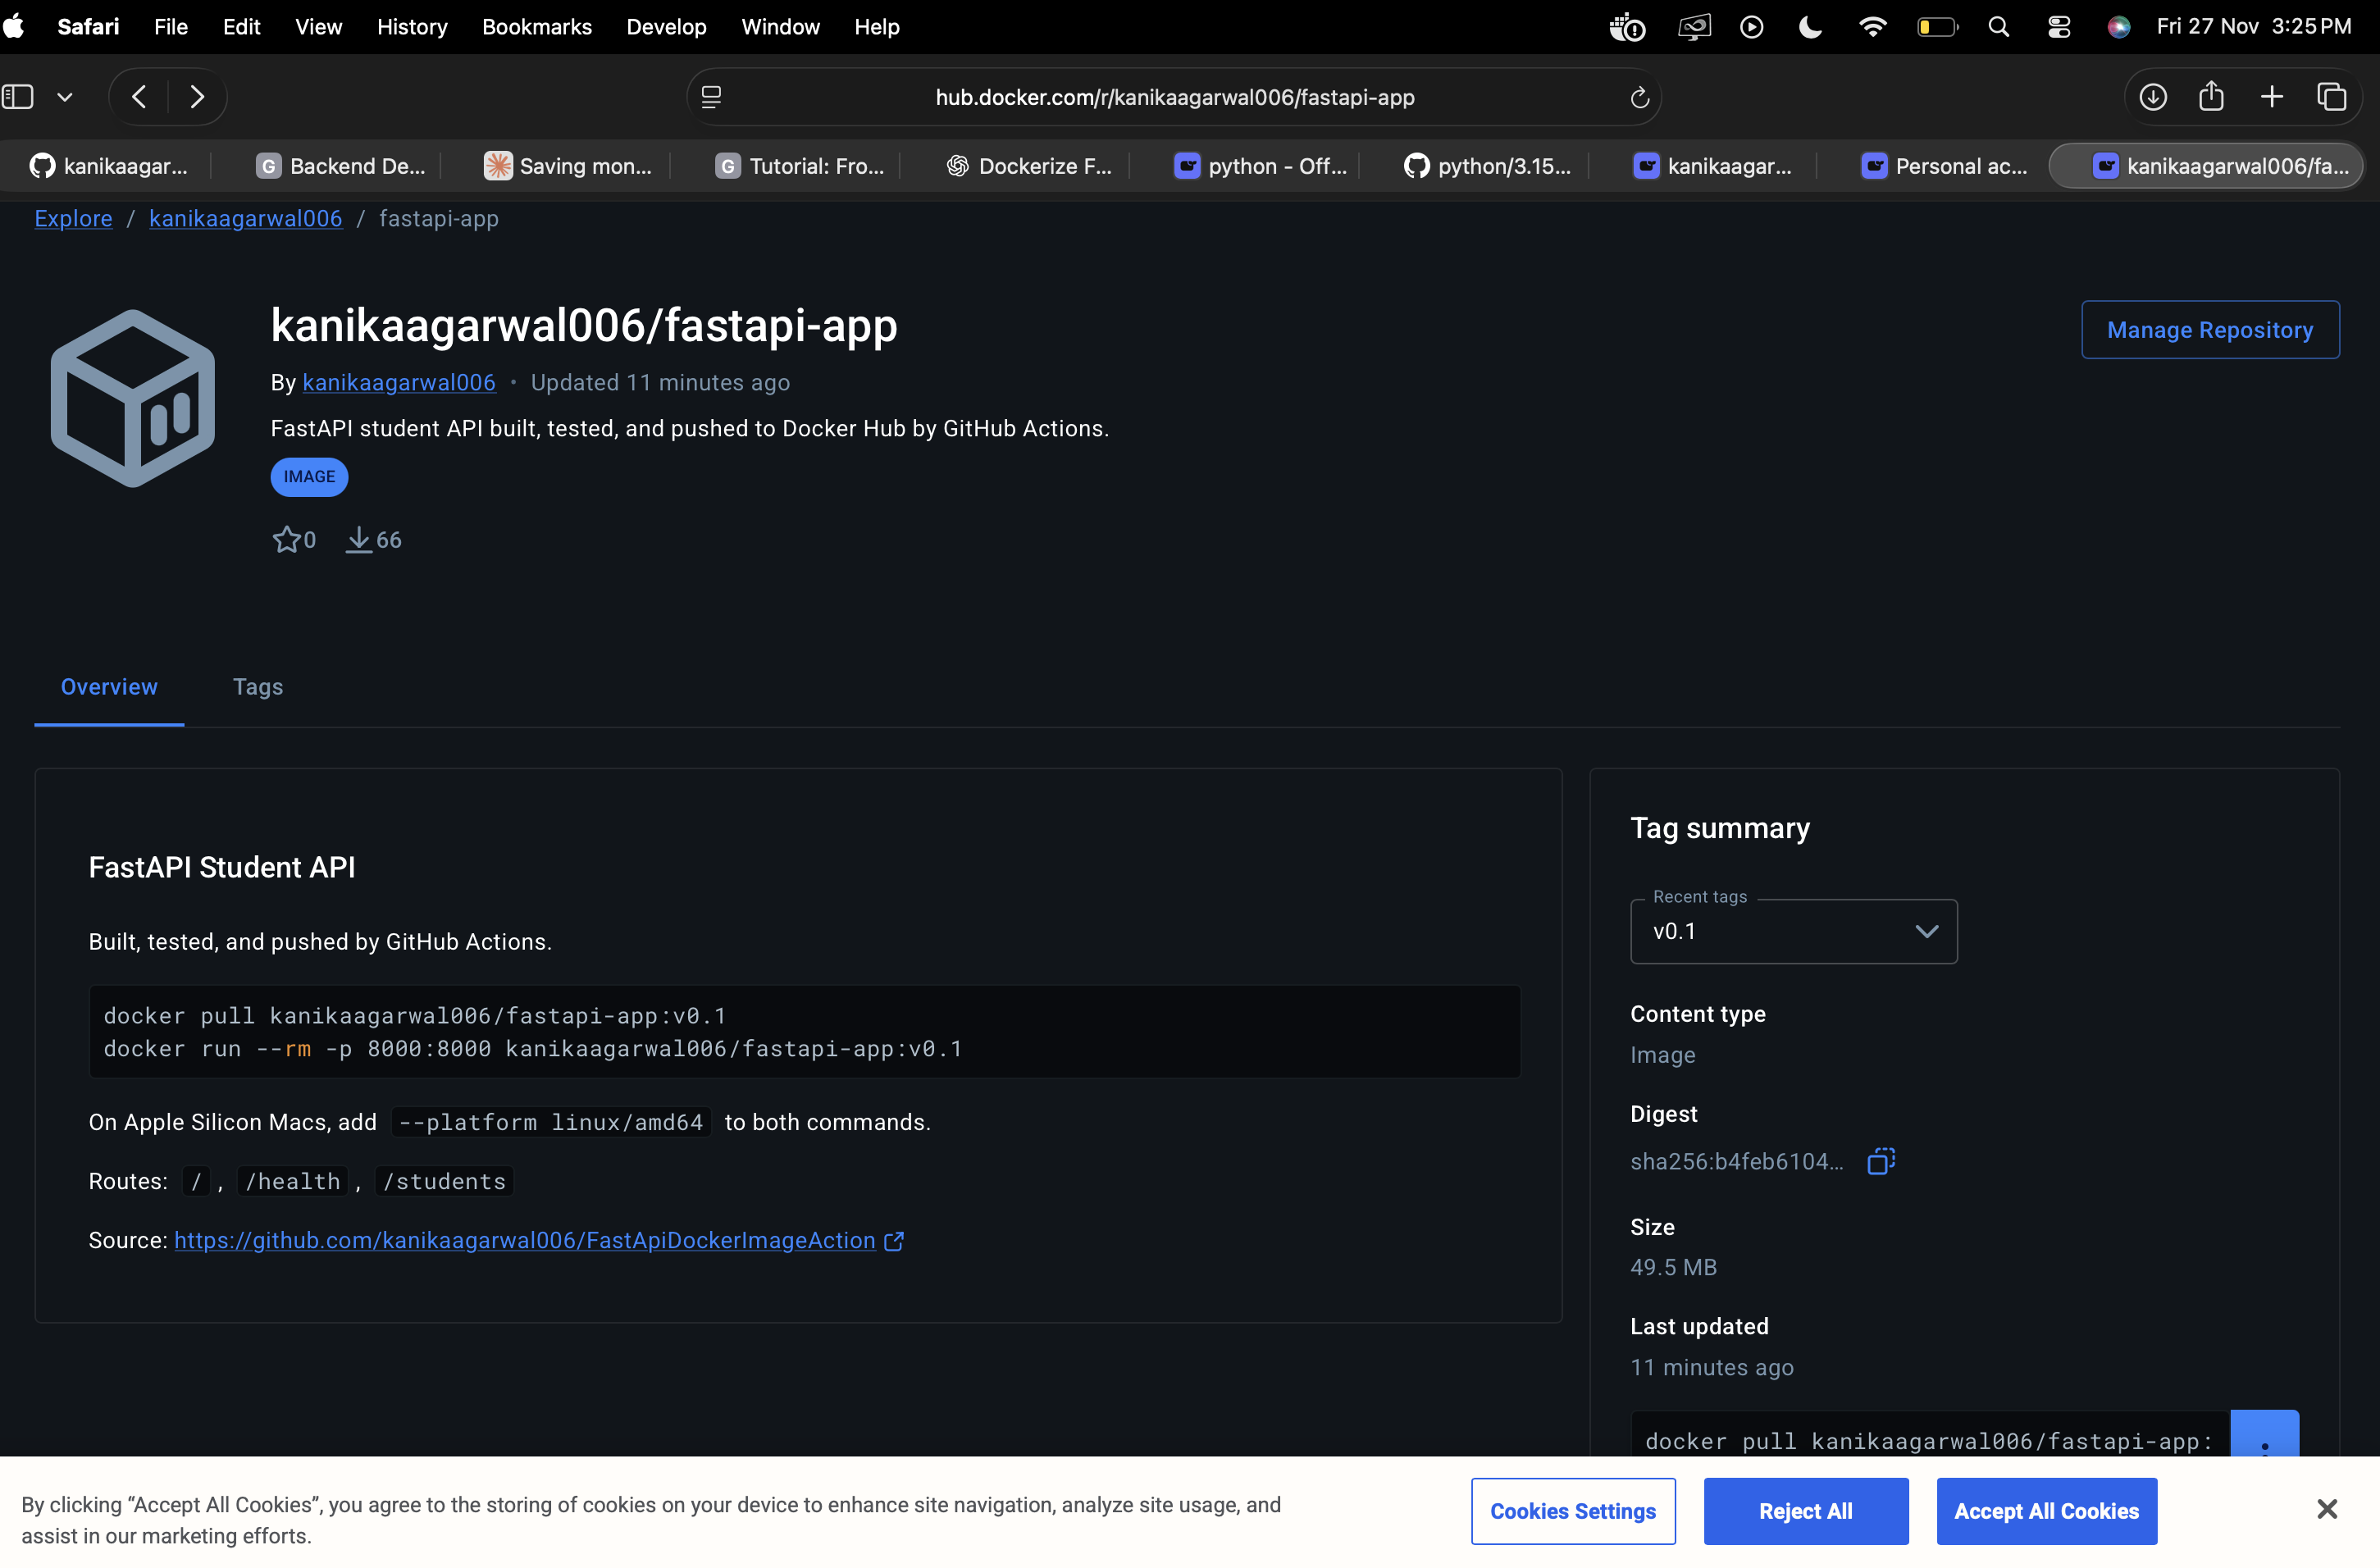 Safari File Edit View History Bookmarks Develop Window Help Fri 27 Nov 3:25 PM
hub.docker.com/r/kanikaagarwal006/fastapi-app
kanikaagar... G Backend De... Saving mon... G Tutorial: Fro... Dockerize F... python - Off... python/3.15... kanikaagar... Personal ac... kanikaagarwal006/fa...
Explore / kanikaagarwal006 / fastapi-app
kanikaagarwal006/fastapi-app
Manage Repository
By kanikaagarwal006 • Updated 11 minutes ago
FastAPI student API built, tested, and pushed to Docker Hub by GitHub Actions.
IMAGE
0 66
Overview Tags
FastAPI Student API
Built, tested, and pushed by GitHub Actions.
docker pull kanikaagarwal006/fastapi-app:v0.1
docker run --rm -p 8000:8000 kanikaagarwal006/fastapi-app:v0.1
On Apple Silicon Macs, add --platform linux/amd64 to both commands.
Routes: / , /health , /students
Source: https://github.com/kanikaagarwal006/FastApiDockerImageAction
Tag summary
Recent tags
v0.1
Content type
Image
Digest
sha256:b4feb6104...
Size
49.5 MB
Last updated
11 minutes ago
docker pull kanikaagarwal006/fastapi-app:
By clicking “Accept All Cookies”, you agree to the storing of cookies on your device to enhance site navigation, analyze site usage, and
assist in our marketing efforts.
Cookies Settings Reject All Accept All Cookies